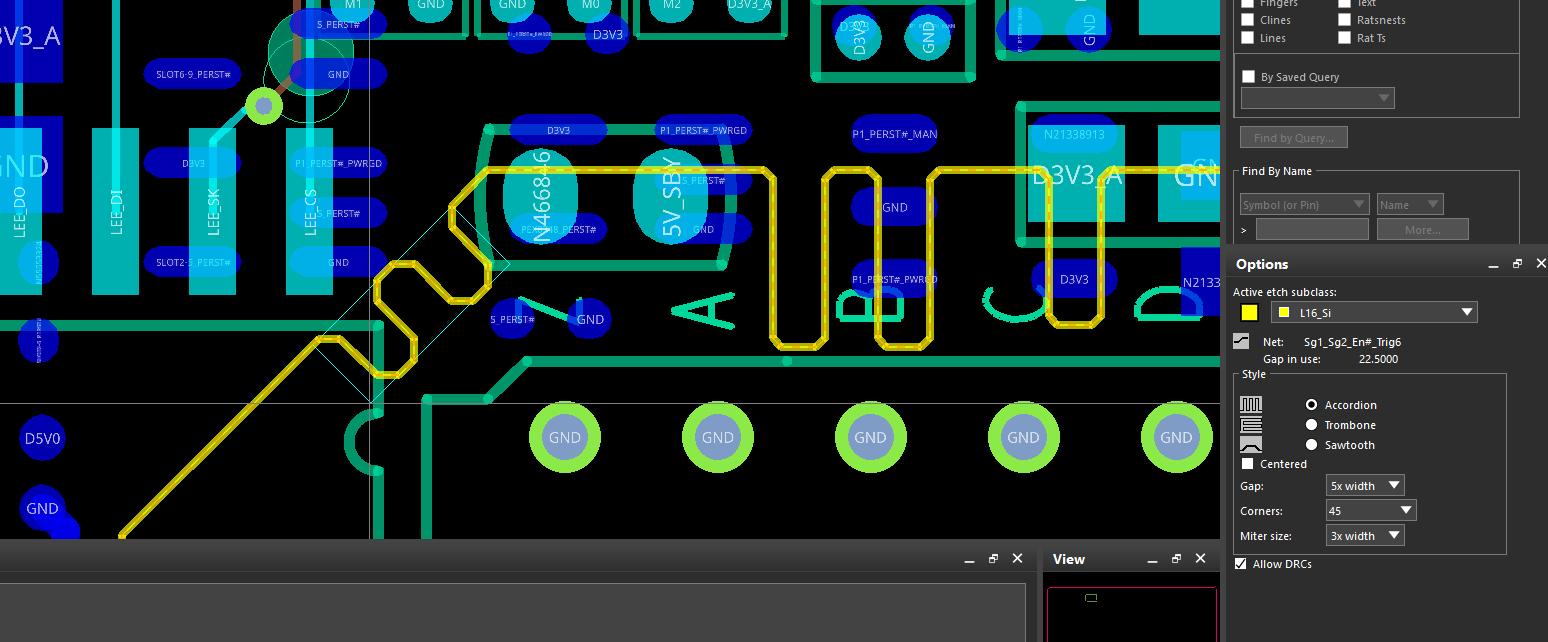 M1
GND
GND
M0
M2
D3V3_A
Fingers
Text
S_PERST#
D3V3
D3V3
GND
GND
Clines
Ratsnests
3V3_A
Lines
Rat Ts
SLOT6-9_PERST#
GND
By Saved Query
D3V3
P1_PERST#_PWRGD
P1_PERST#_MAN
N21338913
Find by Query...
GND
D3V3
P1_PERST#_PWRGD
N466846
5V_SBY
S_PERST#
D3V3_A
GN
GN
Find By Name
LEE_DO
LEE_DI
LEE_SK
LEE_CS
S_PERST#
GND
Symbol (or Pin)
Name
GND
>
More...
SLOT2-5_PERST#
GND
P1_PERST#_PWRGD
D3V3
N2133
Options
Active etch subclass:
L16_Si
S_PERST#
GND
A
B
C
D
Net:
Sg1_Sg2_En#_Trig6
Gap in use:
22.5000
Style
Accordion
Trombone
Sawtooth
D5V0
GND
GND
GND
GND
GND
Centered
Gap:
5x width
GND
Corners:
45
Miter size:
3x width
View
Allow DRCs